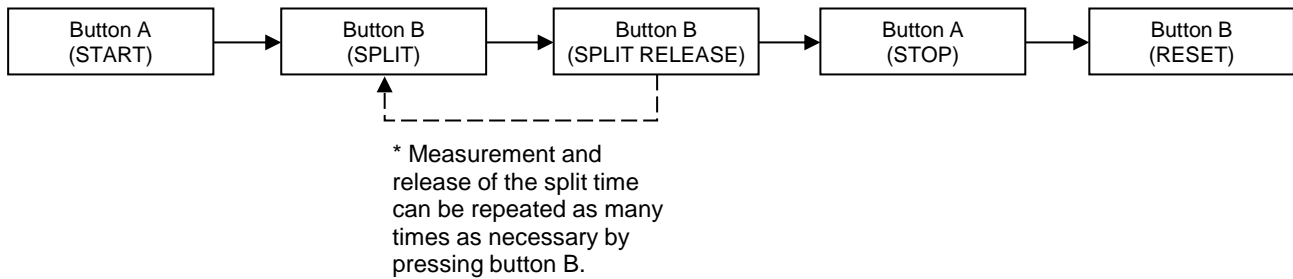 Button A
(START)
Button B
(SPLIT)
Button B
(SPLIT RELEASE)
Button A
(STOP)
Button B
(RESET)
* Measurement and
release of the split time
can be repeated as many
times as necessary by
pressing button B.